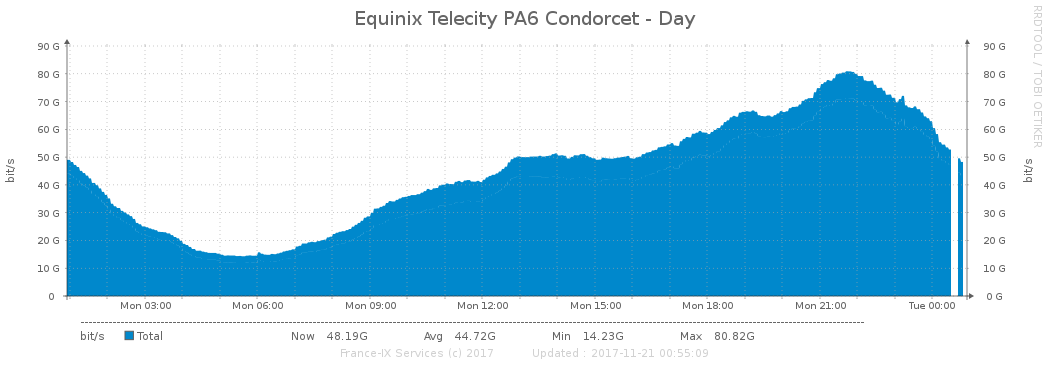 Equinix Telecity PA6 Condorcet - Day
RRDTOOL / TOBI OETIKER
90 G 90 G
80 G 80 G
70 G 70 G
60 G 60 G
50 G 50 G
40 G 40 G
30 G 30 G
20 G 20 G
10 G 10 G
0 0 G
bit/s bit/s
Mon 03:00 Mon 06:00 Mon 09:00 Mon 12:00 Mon 15:00 Mon 18:00 Mon 21:00 Tue 00:00
bit/s Total Now 48.19G Avg 44.72G Min 14.23G Max 80.82G
France-IX Services (c) 2017 Updated : 2017-11-21 00:55:09